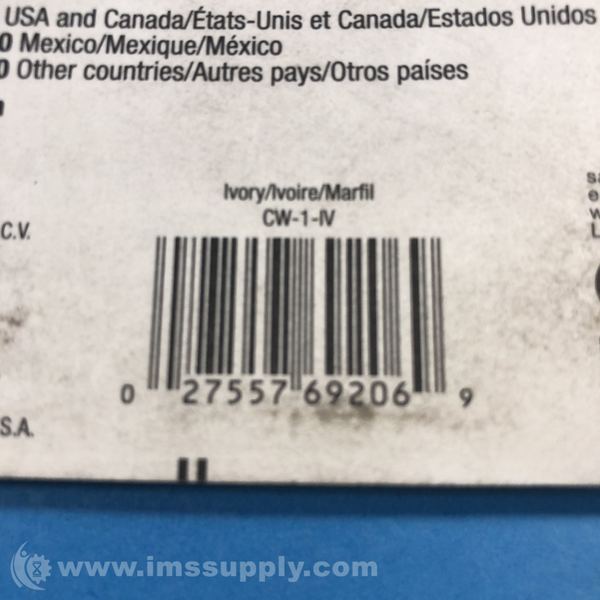 USA and Canada/États-Unis et Canada/Estados Unidos
0 Mexico/Mexique/México
0 Other countries/Autres pays/Otros países
Ivory/Ivoire/Marfil
CW-1-IV
C.V.
0 27557 69206 9
S.A.
www.imssupply.com